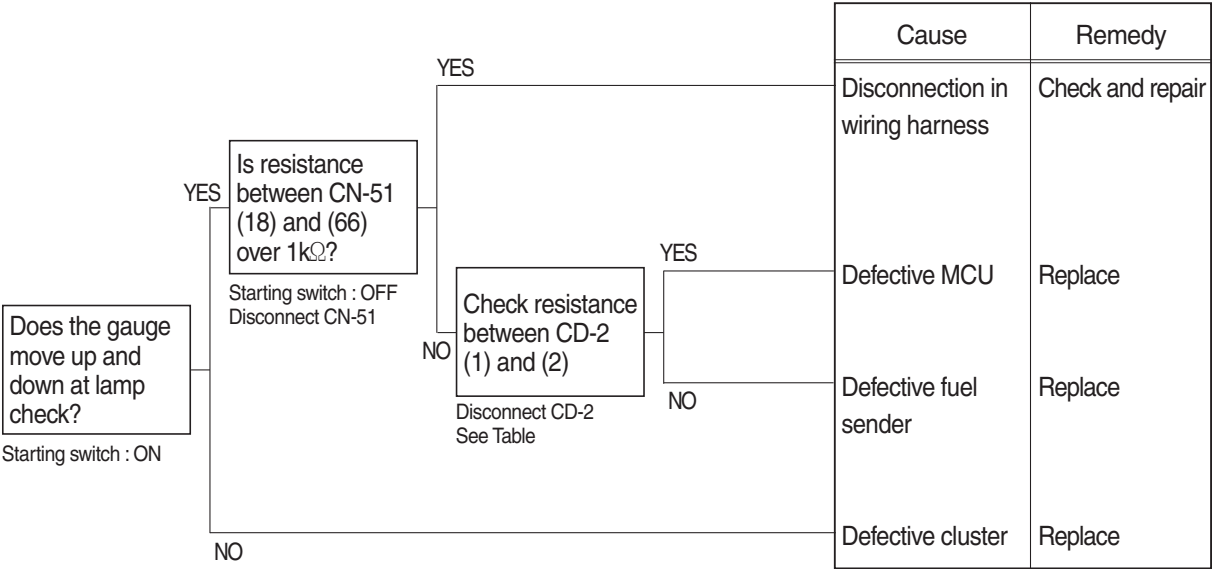 Does the gauge
move up and
down at lamp
check?
Starting switch : ON
YES
NO
Is resistance
between CN-51
(18) and (66)
over 1kΩ?
Starting switch : OFF
Disconnect CN-51
YES
NO
Check resistance
between CD-2
(1) and (2)
Disconnect CD-2
See Table
YES
NO
Cause Remedy
Disconnection in Check and repair
wiring harness
Defective MCU Replace
Defective fuel Replace
sender
Defective cluster Replace